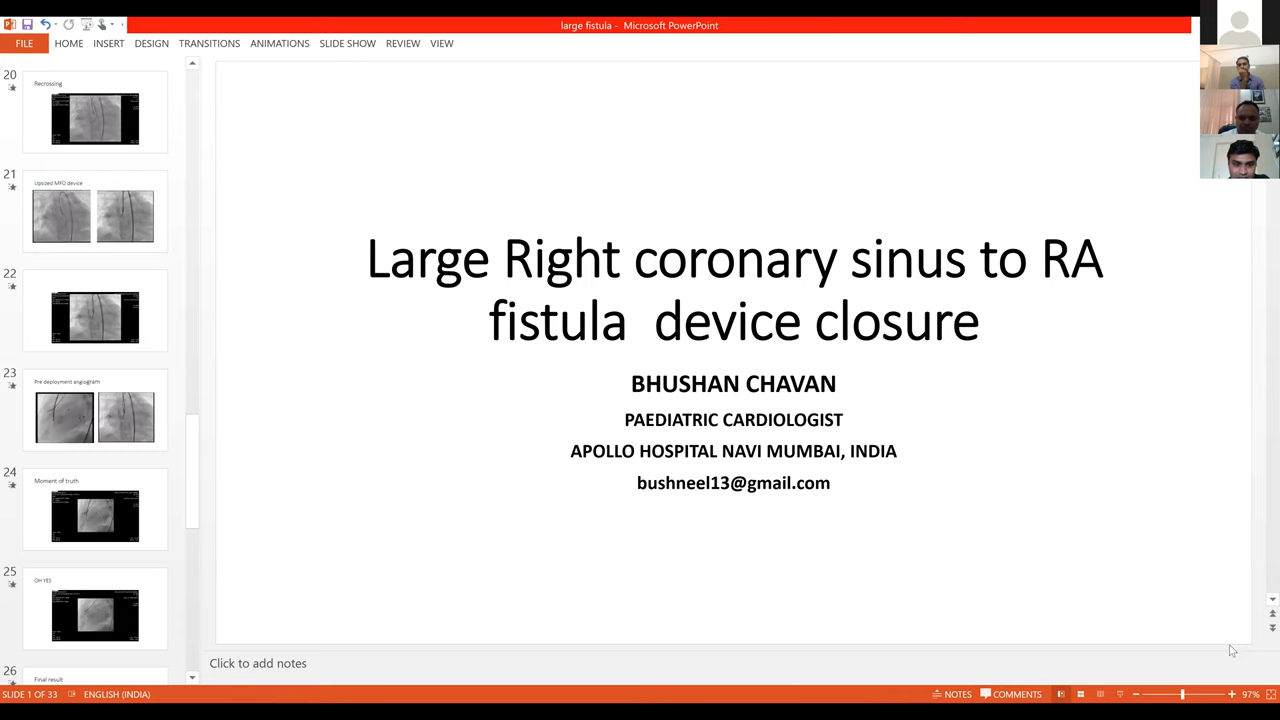 large fistula - Microsoft PowerPoint
FILE HOME INSERT DESIGN TRANSITIONS ANIMATIONS SLIDE SHOW REVIEW VIEW
20
Recrossing
21
Upsized MFO device
22
23
Pre deployment angiogram
24
Moment of truth
25
OH YES
26
Final result
Large Right coronary sinus to RA
fistula device closure
BHUSHAN CHAVAN
PAEDIATRIC CARDIOLOGIST
APOLLO HOSPITAL NAVI MUMBAI, INDIA
bushneel13@gmail.com
Click to add notes
SLIDE 1 OF 33 ENGLISH (INDIA) NOTES COMMENTS 97%